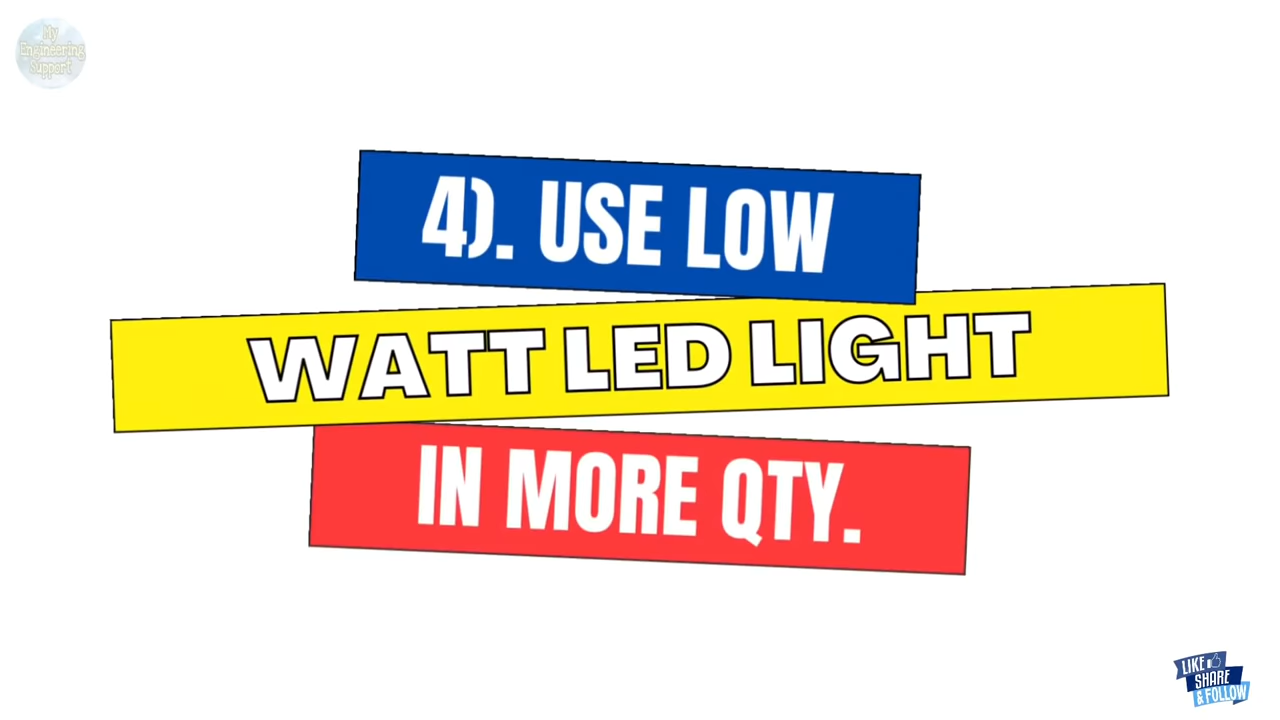 My
Engineering
Support
4). USE LOW
WATT LED LIGHT
IN MORE QTY.
LIKE
SHARE
& FOLLOW